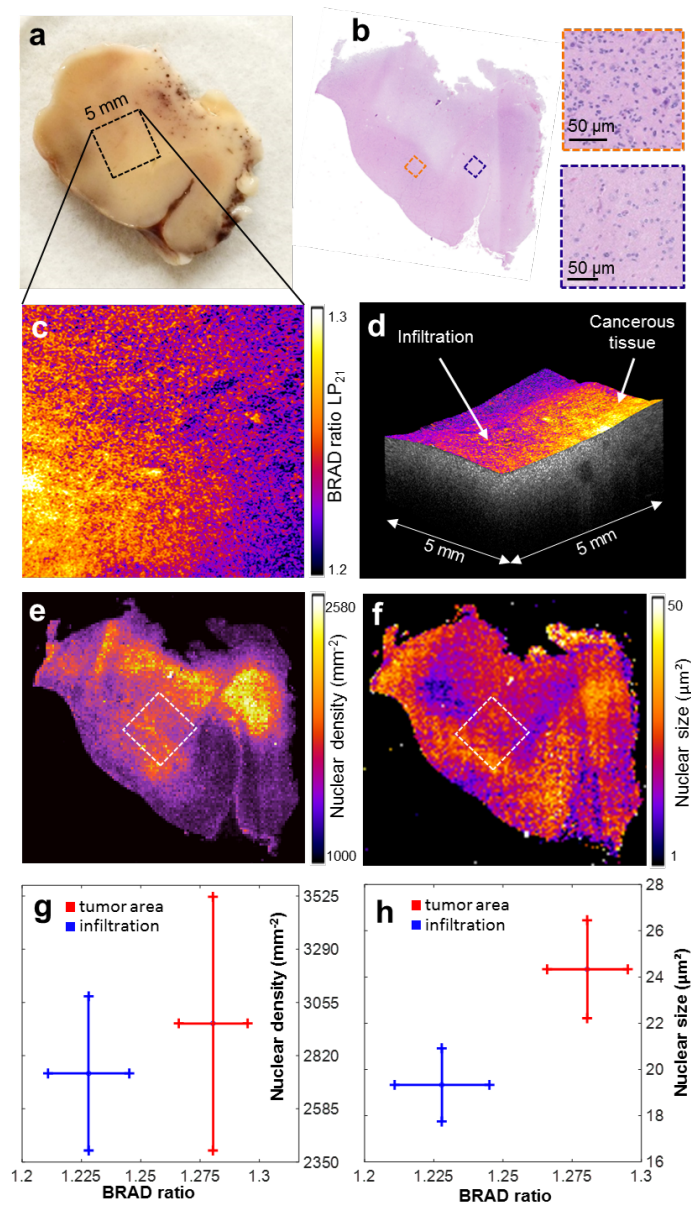 a
5 mm
b
50 µm
50 µm
c
1.3
BRAD ratio LP21
1.2
d
Infiltration
Cancerous
tissue
5 mm
5 mm
e
2580
Nuclear density (mm-2)
1000
f
50
Nuclear size (µm²)
1
g
tumor area
infiltration
3525
3290
3055
2820
2585
2350
Nuclear density (mm-2)
1.2
1.225
1.25
1.275
1.3
BRAD ratio
h
tumor area
infiltration
28
26
24
22
20
18
16
Nuclear size (µm²)
1.2
1.225
1.25
1.275
1.3
BRAD ratio